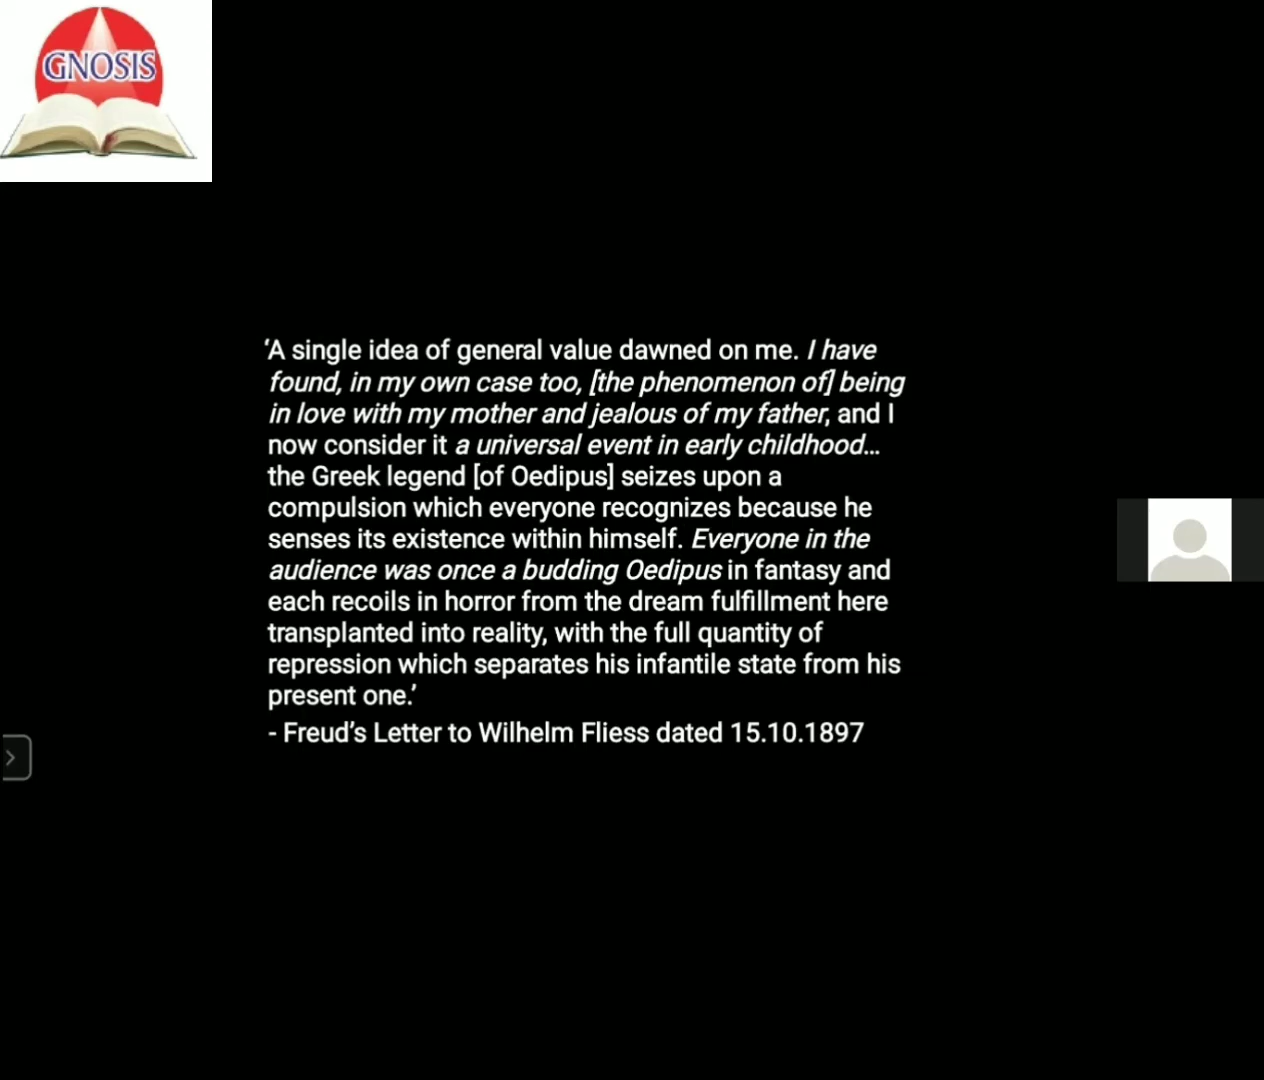 GNOSIS
‘A single idea of general value dawned on me. I have
found, in my own case too, [the phenomenon of] being
in love with my mother and jealous of my father, and I
now consider it a universal event in early childhood...
the Greek legend [of Oedipus] seizes upon a
compulsion which everyone recognizes because he
senses its existence within himself. Everyone in the
audience was once a budding Oedipus in fantasy and
each recoils in horror from the dream fulfillment here
transplanted into reality, with the full quantity of
repression which separates his infantile state from his
present one.’
- Freud’s Letter to Wilhelm Fliess dated 15.10.1897